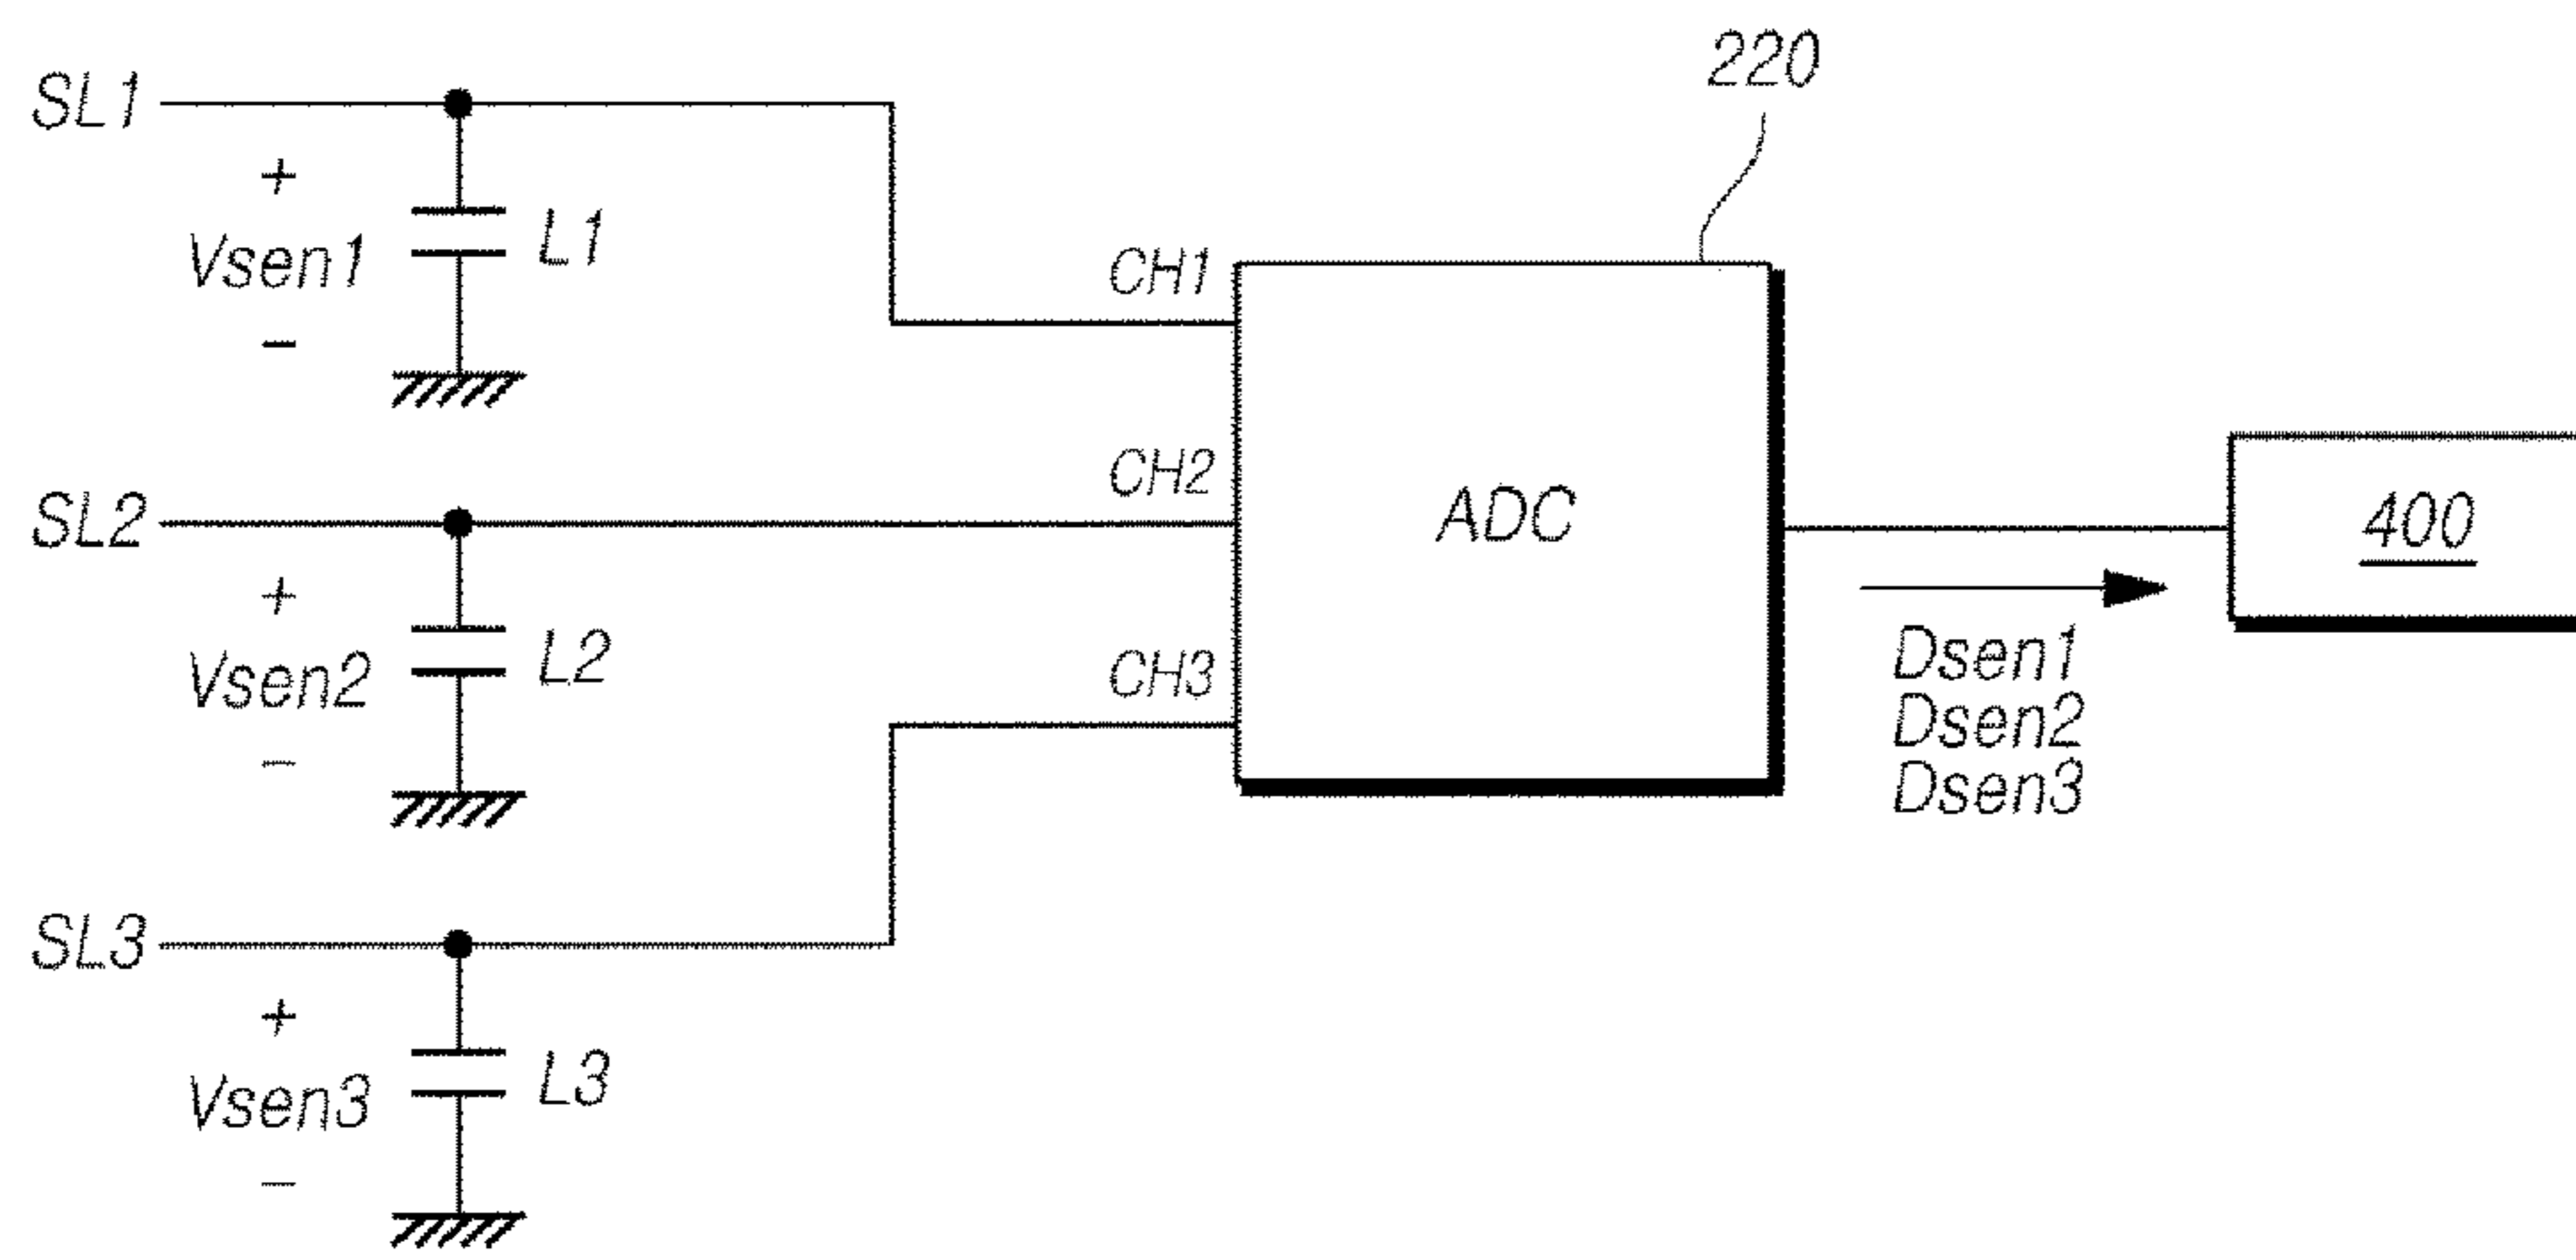 220
SL1
+
Vsen1
L1
-
CH1
CH2
SL2
ADC
400
+
Vsen2
L2
-
CH3
Dsen1
Dsen2
Dsen3
SL3
+
Vsen3
L3
-